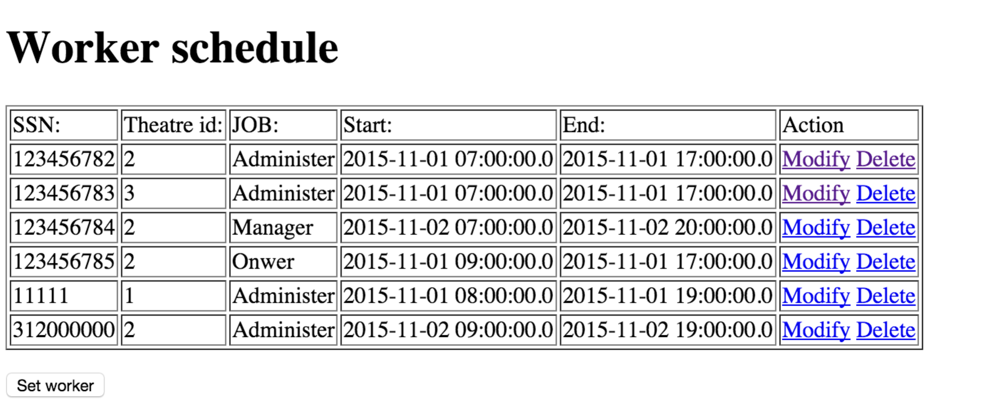 Worker schedule
SSN: Theatre id: JOB: Start: End: Action
123456782 2 Administer 2015-11-01 07:00:00.0 2015-11-01 17:00:00.0 Modify Delete
123456783 3 Administer 2015-11-01 07:00:00.0 2015-11-01 17:00:00.0 Modify Delete
123456784 2 Manager 2015-11-02 07:00:00.0 2015-11-02 20:00:00.0 Modify Delete
123456785 2 Onwer 2015-11-01 09:00:00.0 2015-11-01 17:00:00.0 Modify Delete
11111 1 Administer 2015-11-01 08:00:00.0 2015-11-01 19:00:00.0 Modify Delete
312000000 2 Administer 2015-11-02 09:00:00.0 2015-11-02 19:00:00.0 Modify Delete
Set worker